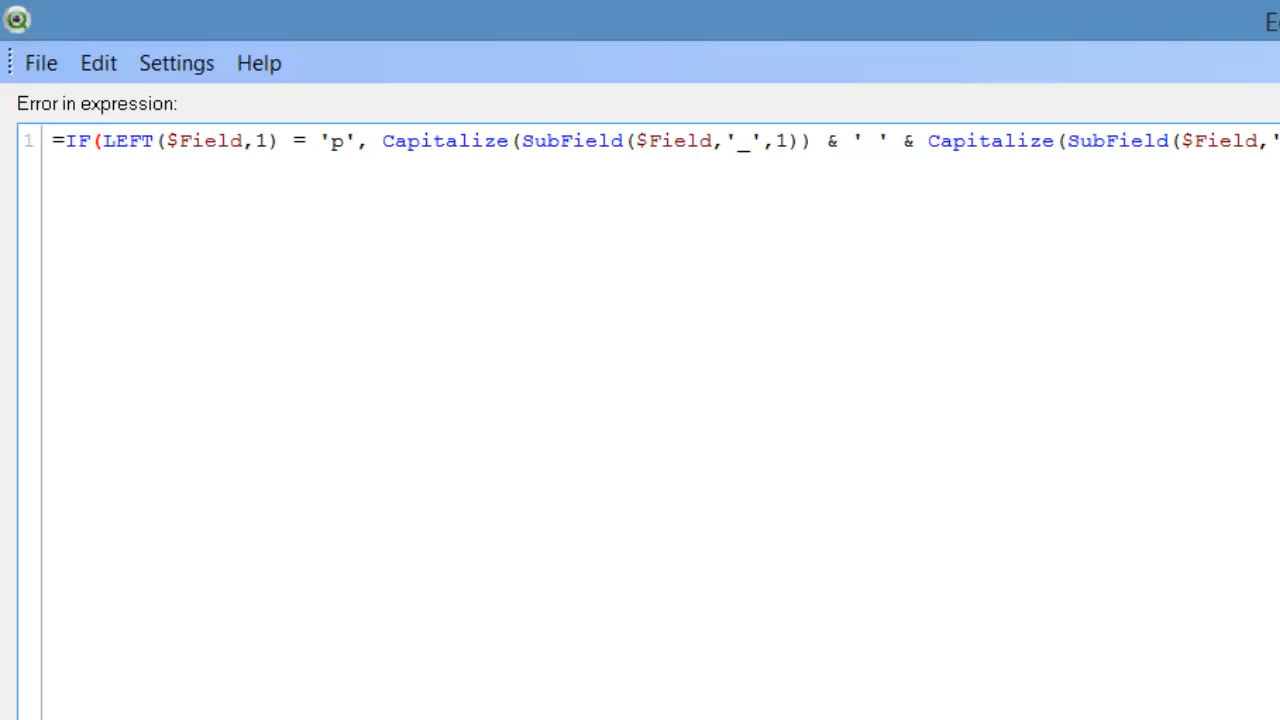 E
File Edit Settings Help
Error in expression:
1 =IF(LEFT($Field,1) = 'p', Capitalize(SubField($Field,'_',1)) & ' ' & Capitalize(SubField($Field,'